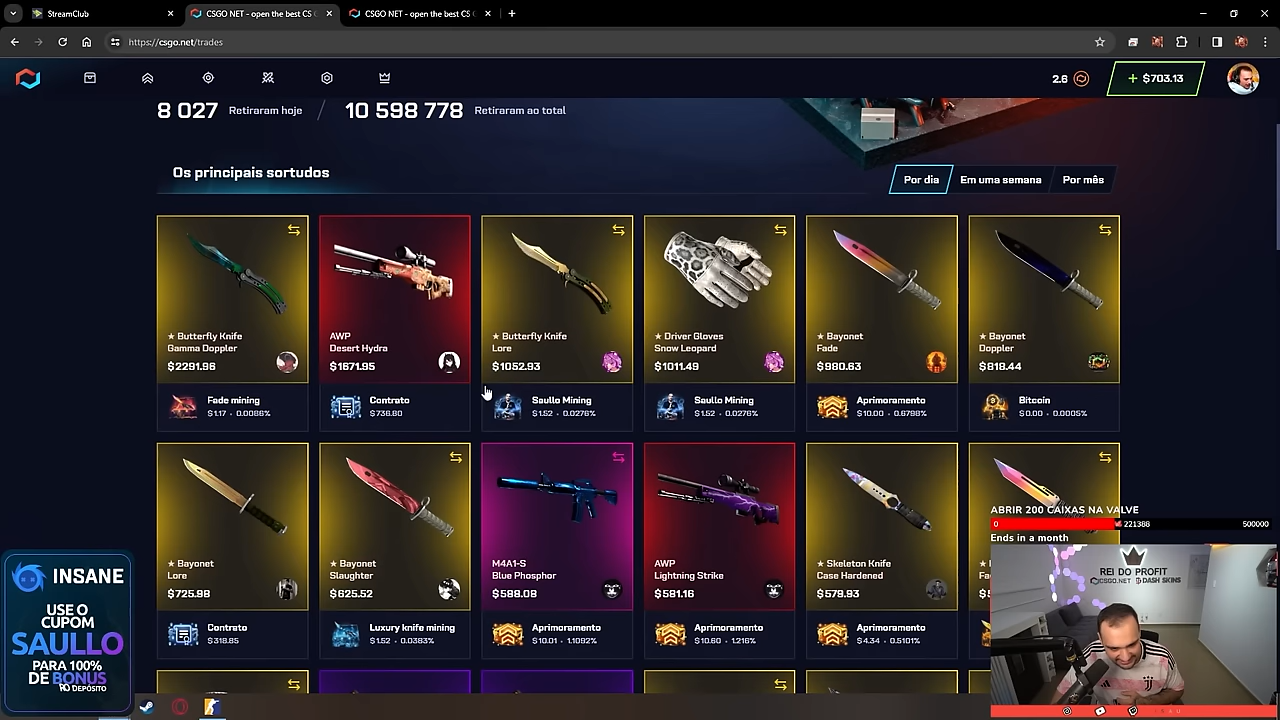 StreamClub
CSGO NET - open the best CS
CSGO NET - open the best CS
https://csgo.net/trades
2.6
+ $703.13
8 027 Retiraram hoje / 10 598 778 Retiraram ao total
Os principais sortudos
Por dia
Em uma semana
Por mês
★ Butterfly Knife
Gamma Doppler
$2291.96
AWP
Desert Hydra
$1671.95
★ Butterfly Knife
Lore
$1052.93
★ Driver Gloves
Snow Leopard
$1011.49
★ Bayonet
Fade
$980.63
★ Bayonet
Doppler
$818.44
Fade mining
$1.17 · 0.0086%
Contrato
$736.80
Saullo Mining
$1.52 · 0.0276%
Saullo Mining
$1.52 · 0.0276%
Aprimoramento
$10.00 · 0.6798%
Bitcoin
$0.00 · 0.0005%
★ Bayonet
Lore
$725.98
★ Bayonet
Slaughter
$625.52
M4A1-S
Blue Phosphor
$598.09
AWP
Lightning Strike
$591.16
★ Skeleton Knife
Case Hardened
$579.93
Contrato
$318.85
Luxury knife mining
$1.52 · 0.0383%
Aprimoramento
$10.01 · 1.1092%
Aprimoramento
$10.60 · 1.216%
Aprimoramento
$4.34 · 0.5101%
ABRIR 200 CAIXAS NA VALVE
0
221388
500000
Ends in a month
REI DO PROFIT
CSGO.NET DASH SKINS
INSANE
USE O
CUPOM
SAULLO
PARA 100%
DE BONUS
NO DEPÓSITO